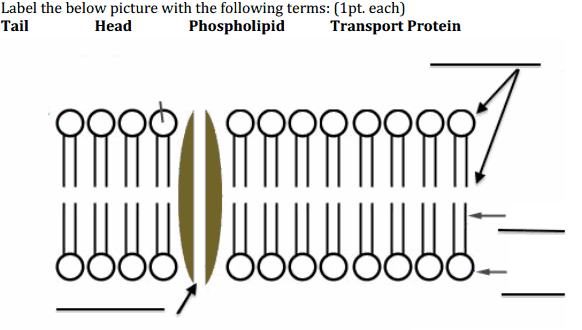 Label the below picture with the following terms: (1pt. each)
Tail Head Phospholipid Transport Protein